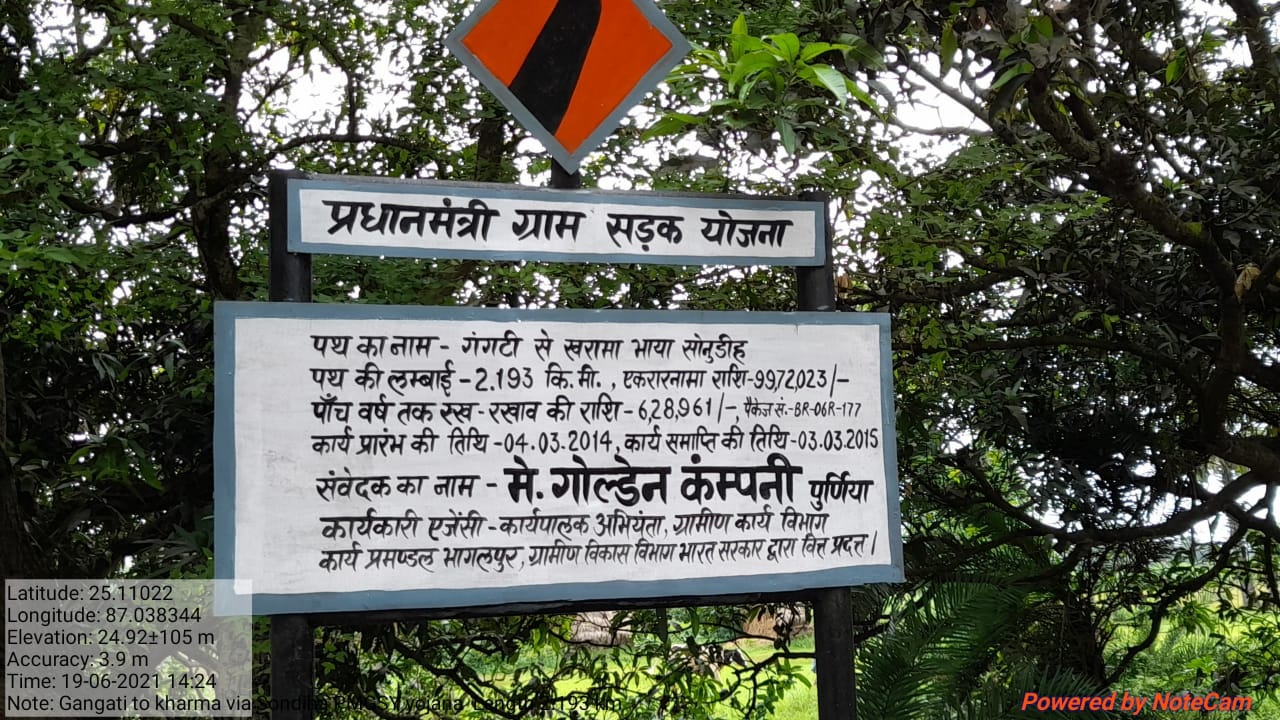 प्रधानमंत्री ग्राम सड़क योजना
पथ का नाम - गंगटी से खरामा भाया सोनुडीह
पथ की लम्बाई - 2.193 कि.मी. , एकरारनामा राशि-99,72,023/-
पाँच वर्ष तक रख-रखाव की राशि - 6,28,961/-, पैकेज सं.-BR-06R-177
कार्य प्रारंभ की तिथि -04.03.2014, कार्य समाप्ति की तिथि -03.03.2015
संवेदक का नाम - मे. गोल्डेन कंम्पनी पुर्णिया
कार्यकारी एजेंसी - कार्यपालक अभियंता, ग्रामीण कार्य विभाग
कार्य प्रमण्डल भागलपुर, ग्रामीण विकास विभाग भारत सरकार द्वारा वित्त प्रदत्त।
Latitude: 25.11022
Longitude: 87.038344
Elevation: 24.92±105 m
Accuracy: 3.9 m
Time: 19-06-2021 14:24
Note: Gangati to kharma via PMGSY yojana
Powered by NoteCam